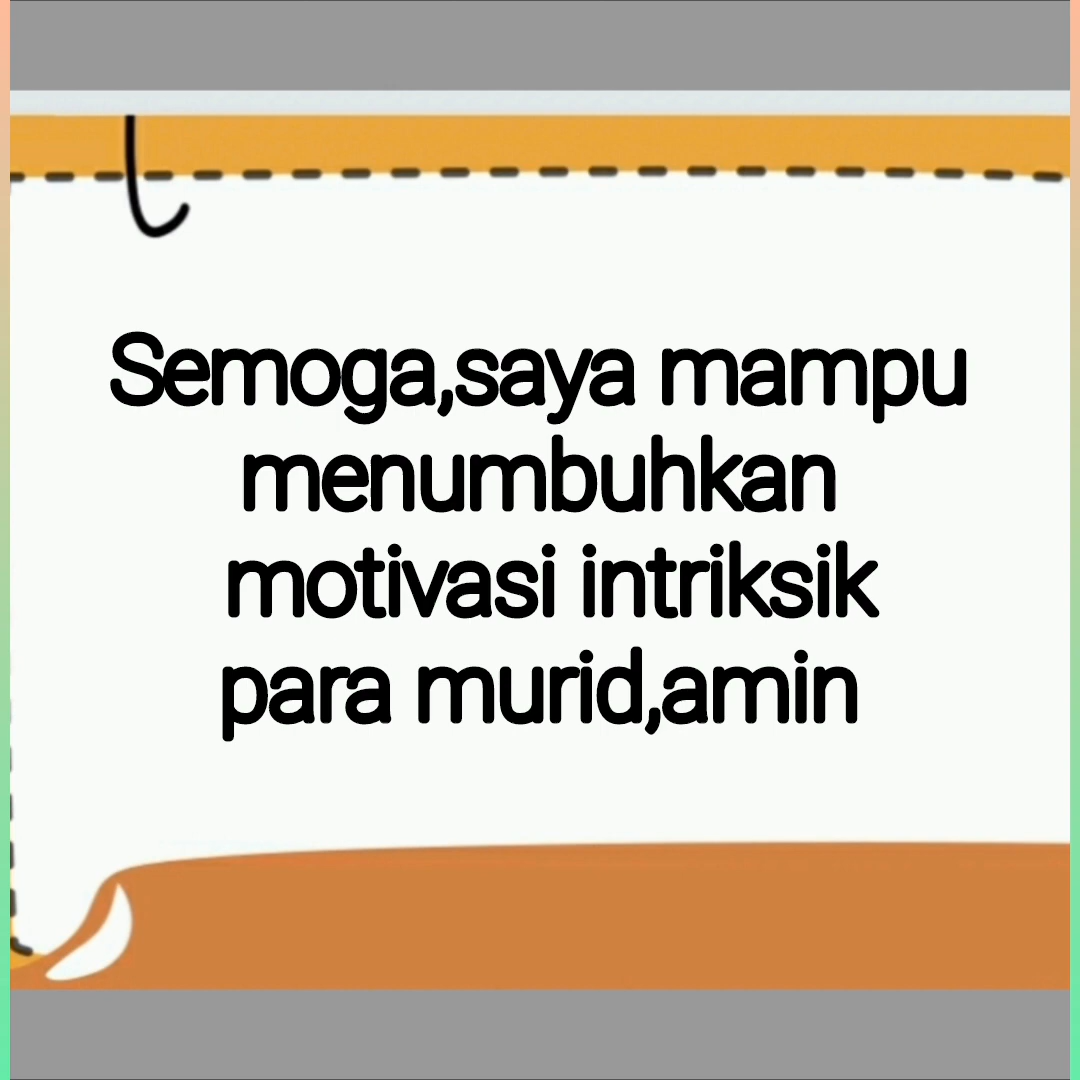 Semoga,saya mampu
menumbuhkan
motivasi intriksik
para murid,amin